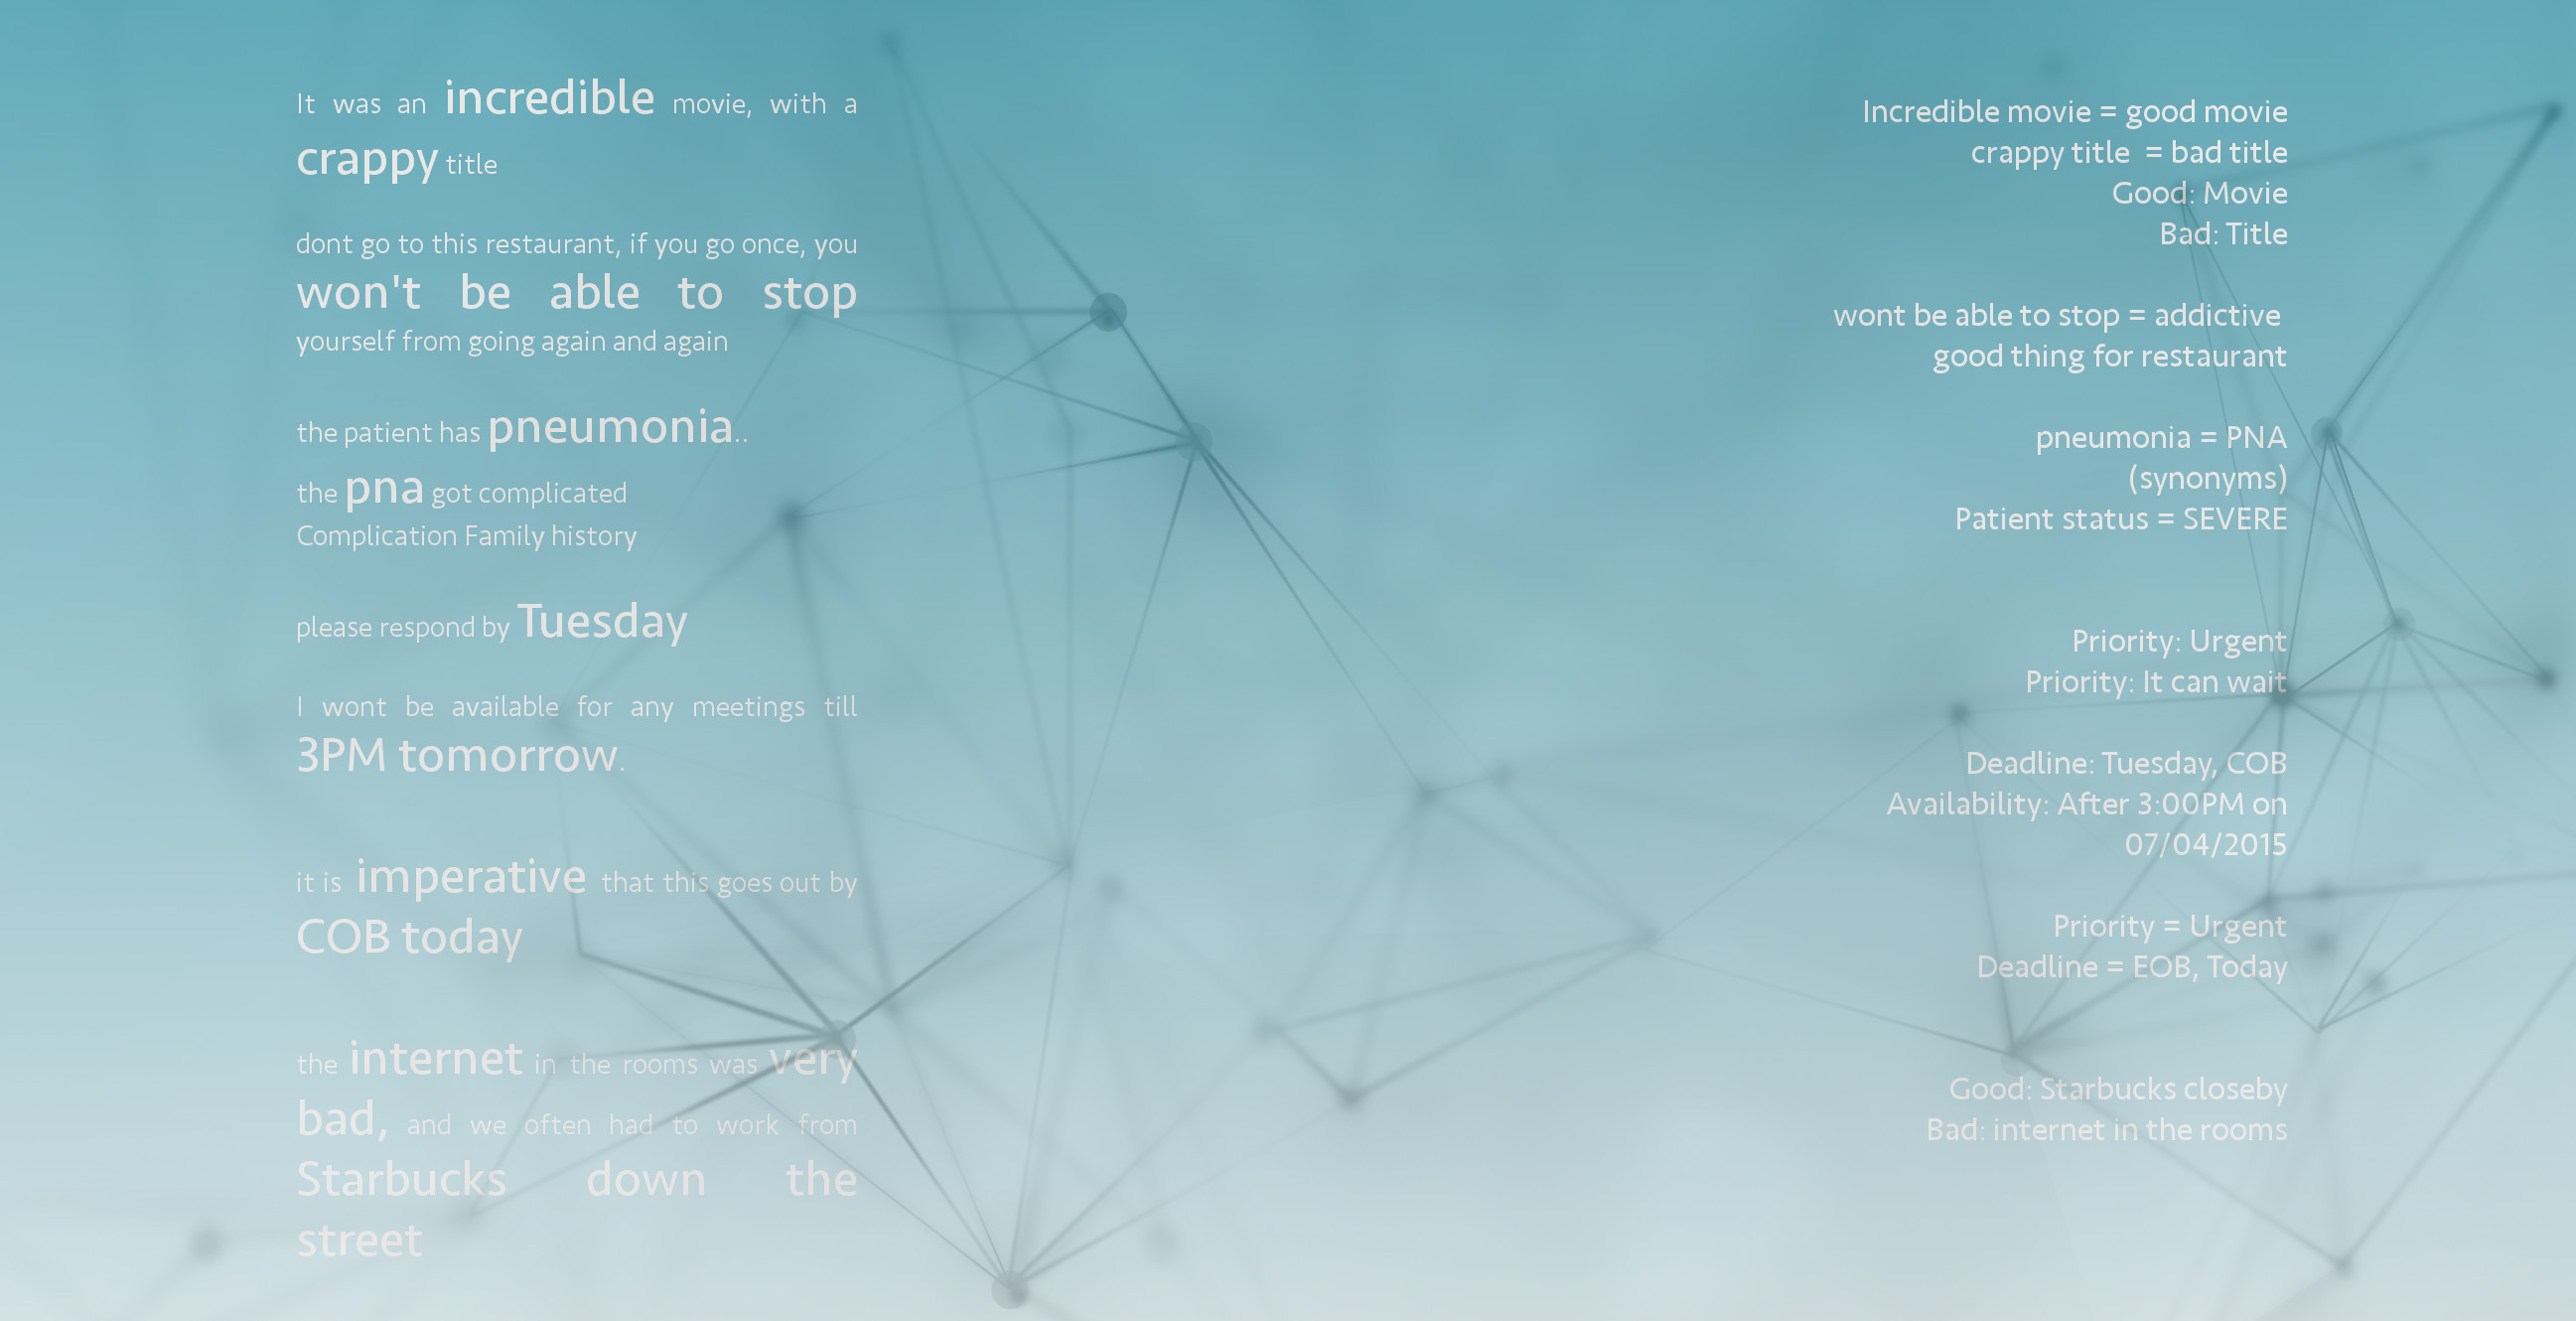 It was an incredible movie, with a
crappy title
dont go to this restaurant, if you go once, you
won't be able to stop
yourself from going again and again
the patient has pneumonia..
the pna got complicated
Complication Family history
please respond by Tuesday
I wont be available for any meetings till
3PM tomorrow.
it is imperative that this goes out by
COB today
the internet in the rooms was very
bad, and we often had to work from
Starbucks down the
street
Incredible movie = good movie
crappy title = bad title
Good: Movie
Bad: Title
wont be able to stop = addictive
good thing for restaurant
pneumonia = PNA
(synonyms)
Patient status = SEVERE
Priority: Urgent
Priority: It can wait
Deadline: Tuesday, COB
Availability: After 3:00PM on
07/04/2015
Priority = Urgent
Deadline = EOB, Today
Good: Starbucks closeby
Bad: internet in the rooms